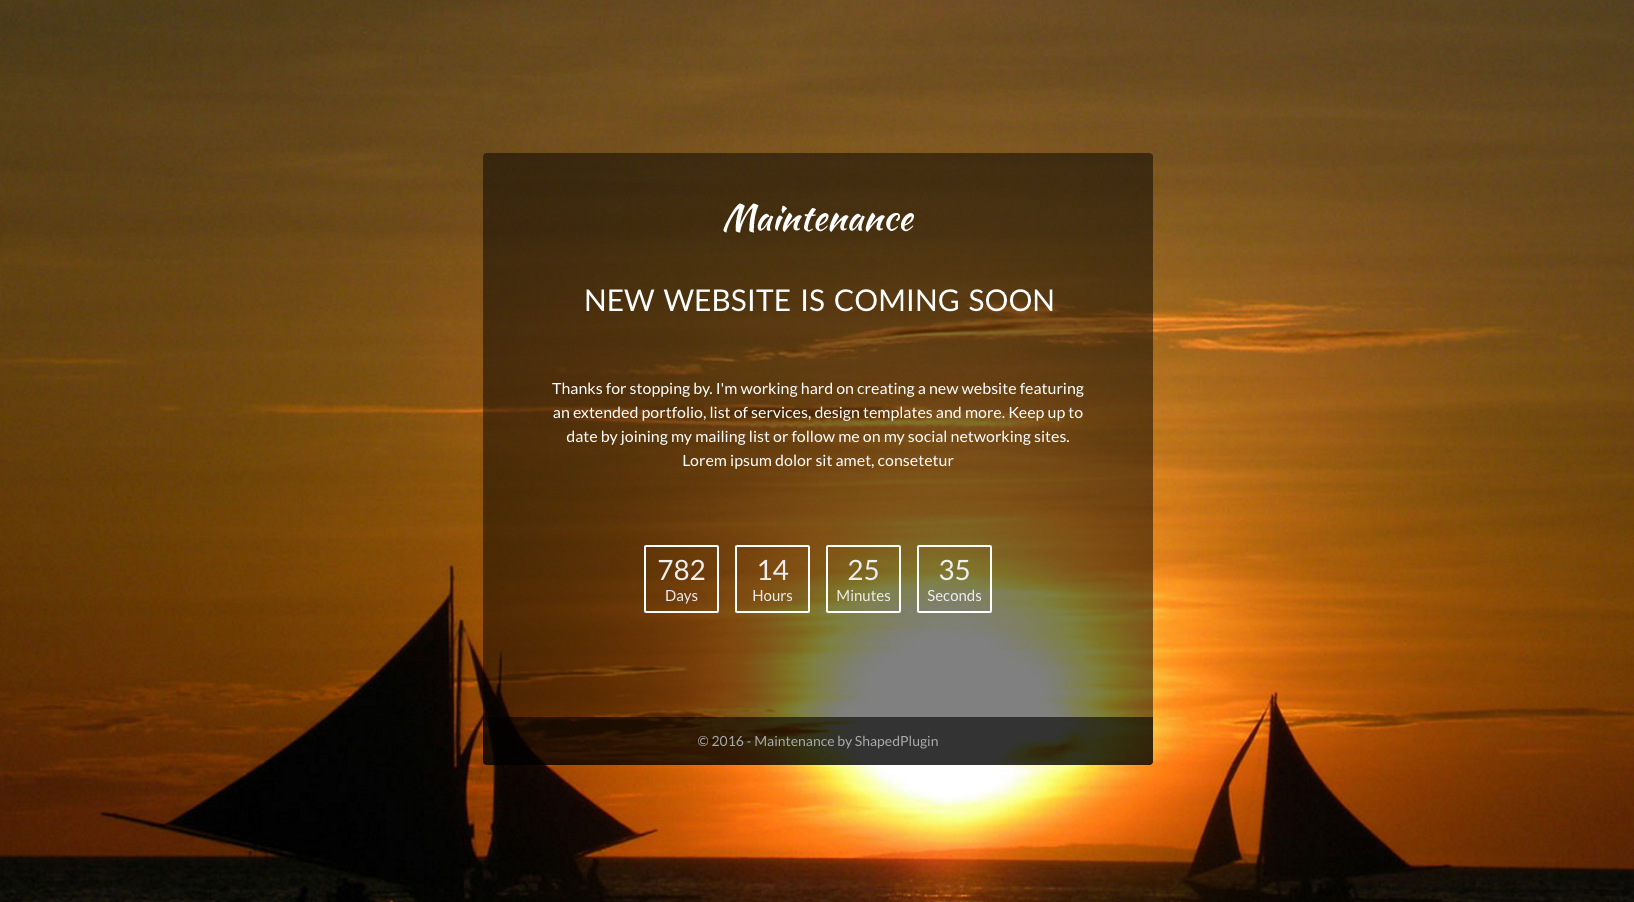 Maintenance
NEW WEBSITE IS COMING SOON
Thanks for stopping by. I'm working hard on creating a new website featuring
an extended portfolio, list of services, design templates and more. Keep up to
date by joining my mailing list or follow me on my social networking sites.
Lorem ipsum dolor sit amet, consetetur
782 14 25 35
Days Hours Minutes Seconds
© 2016 - Maintenance by ShapedPlugin